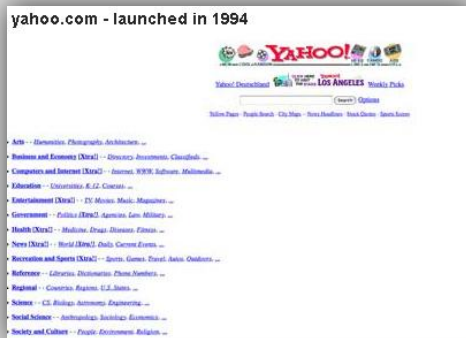 yahoo.com - launched in 1994
YAHOO!
Yahoo! Deutschland LOS ANGELES Weekly Picks
Search Options
Yellow Pages - People Search - City Maps -- News Headlines - Stock Quotes - Sports Scores
Arts - - Humanities, Photography, Architecture, ...
Business and Economy [Xtra!] - - Directory, Investments, Classifieds, ...
Computers and Internet [Xtra!] - - Internet, WWW, Software, Multimedia, ...
Education - - Universities, K-12, Courses, ...
Entertainment [Xtra!] - - TV, Movies, Music, Magazines, ...
Government - - Politics [Xtra!], Agencies, Law, Military, ...
Health [Xtra!] - - Medicine, Drugs, Diseases, Fitness, ...
News [Xtra!] - - World [Xtra!], Daily, Current Events, ...
Recreation and Sports [Xtra!] - - Sports, Games, Travel, Autos, Outdoors, ...
Reference - - Libraries, Dictionaries, Phone Numbers, ...
Regional - - Countries, Regions, U.S. States, ...
Science - - CS, Biology, Astronomy, Engineering, ...
Social Science - - Anthropology, Sociology, Economics, ...
Society and Culture - - People, Environment, Religion, ...